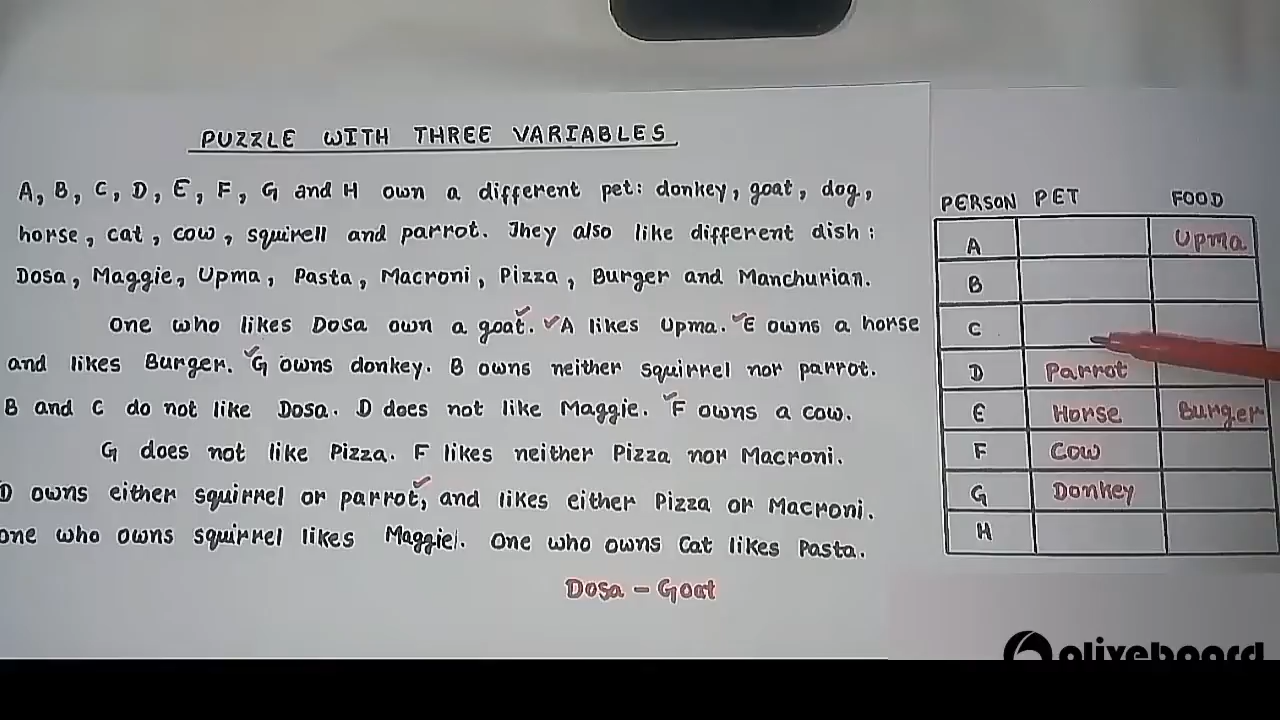 PUZZLE WITH THREE VARIABLES
A, B, C, D, E, F, G and H own a different pet: donkey, goat, dog,
horse, cat, cow, squirell and parrot. They also like different dish:
Dosa, Maggie, Upma, Pasta, Macroni, Pizza, Burger and Manchurian.
One who likes Dosa own a goat. A likes Upma. E owns a horse
and likes Burger. G owns donkey. B owns neither squirrel nor parrot.
B and C do not like Dosa. D does not like Maggie. F owns a cow.
G does not like Pizza. F likes neither Pizza nor Macroni.
D owns either squirrel or parrot, and likes either Pizza or Macroni.
one who owns squirrel likes Maggie. One who owns Cat likes Pasta.
Dosa - Goat
PERSON PET FOOD
A Upma
B
C
D Parrot
E Horse Burger
F Cow
G Donkey
H
oliveboard